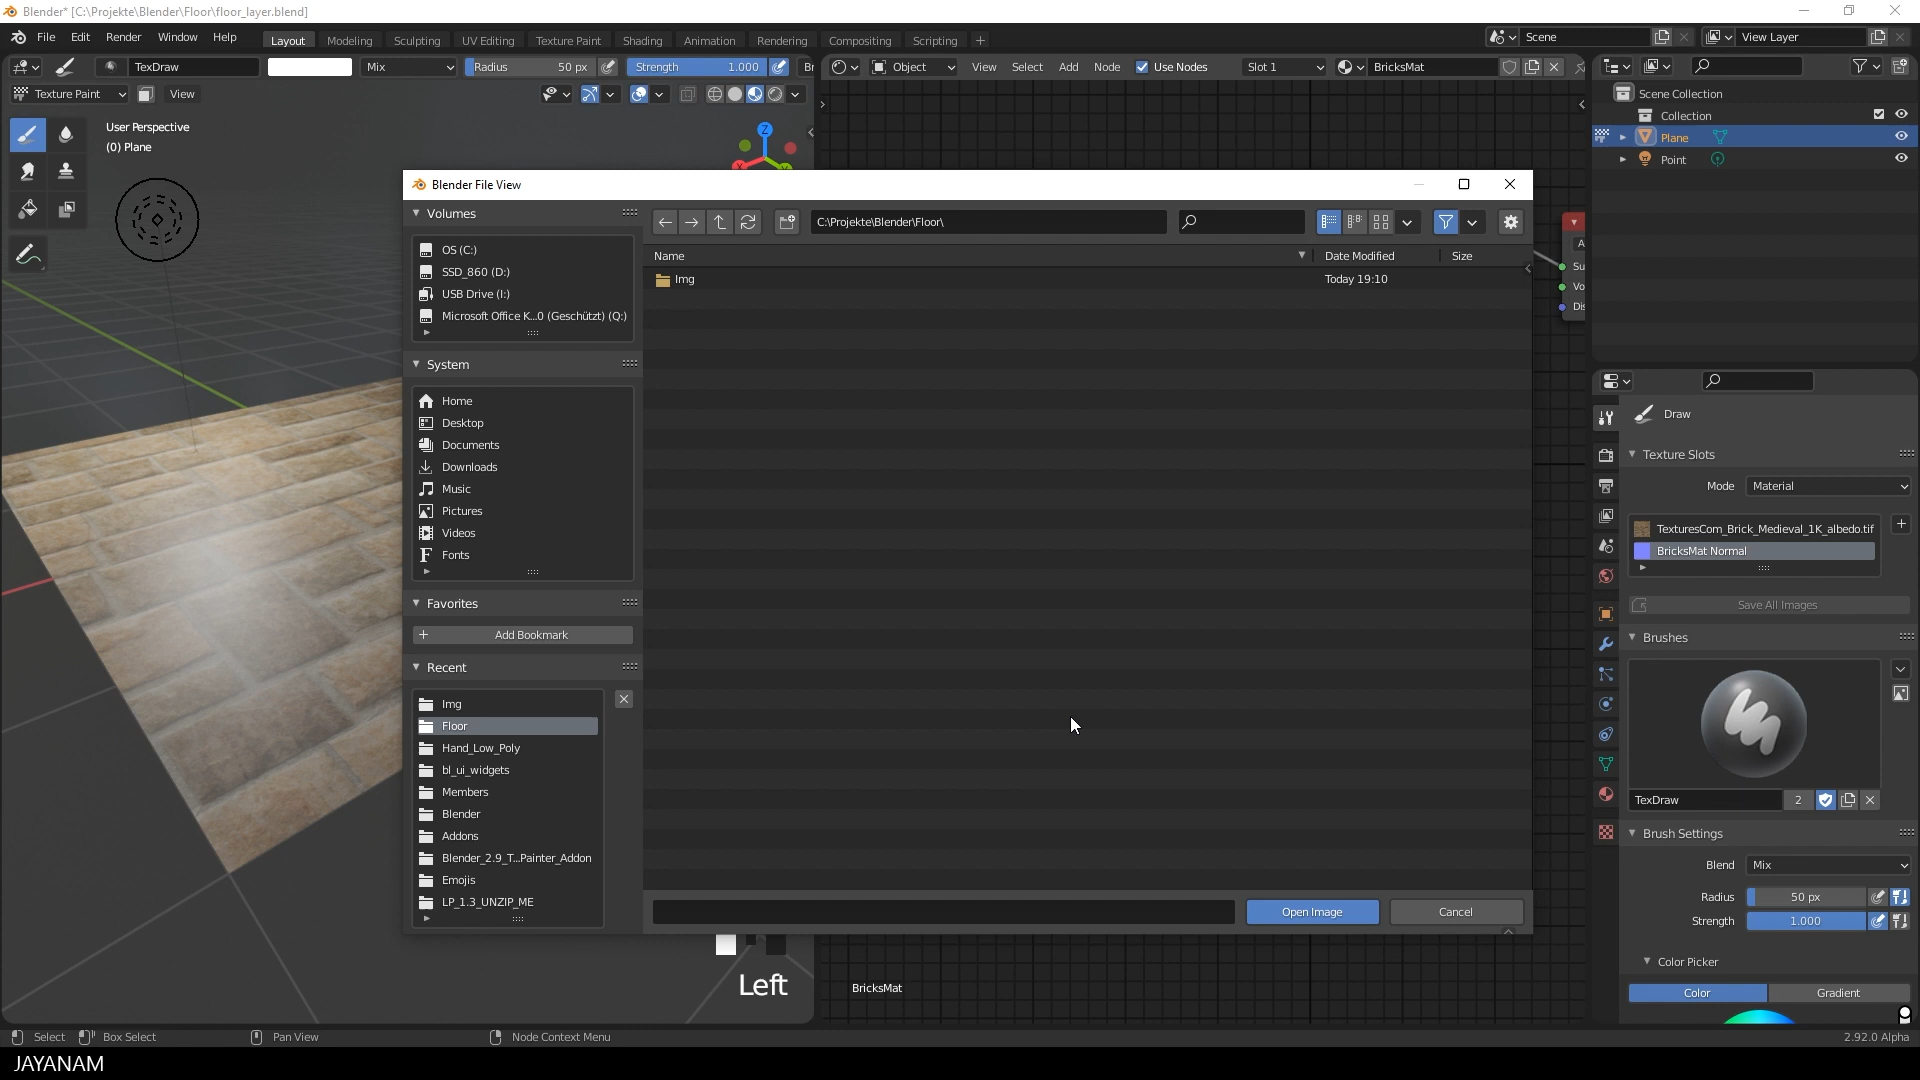 Blender* [C:\Projekte\Blender\Floor\floor_layer.blend]
File Edit Render Window Help Layout Modeling Sculpting UV Editing Texture Paint Shading Animation Rendering Compositing Scripting + Scene View Layer
TexDraw Mix Radius 50 px Strength 1.000 Br Object View Select Add Node Use Nodes Slot 1 BricksMat
Texture Paint View
User Perspective
(0) Plane
Z
Scene Collection
Collection
Plane
Point
Blender File View
Volumes
OS (C:)
SSD_860 (D:)
USB Drive (I:)
Microsoft Office K...0 (Geschützt) (Q:)
System
Home
Desktop
Documents
Downloads
Music
Pictures
Videos
Fonts
Favorites
Add Bookmark
Recent
Img
Floor
Hand_Low_Poly
bl_ui_widgets
Members
Blender
Addons
Blender_2.9_T...Painter_Addon
Emojis
LP_1.3_UNZIP_ME
C:\Projekte\Blender\Floor\
Name Date Modified Size
Img Today 19:10
Open Image Cancel
A
Su
Vo
Dis
Draw
Texture Slots
Mode Material
TexturesCom_Brick_Medieval_1K_albedo.tif
BricksMat Normal
Save All Images
Brushes
TexDraw 2
Brush Settings
Blend Mix
Radius 50 px
Strength 1.000
Color Picker
Color Gradient
Left
BricksMat
Select Box Select Pan View Node Context Menu 2.92.0 Alpha
JAYANAM